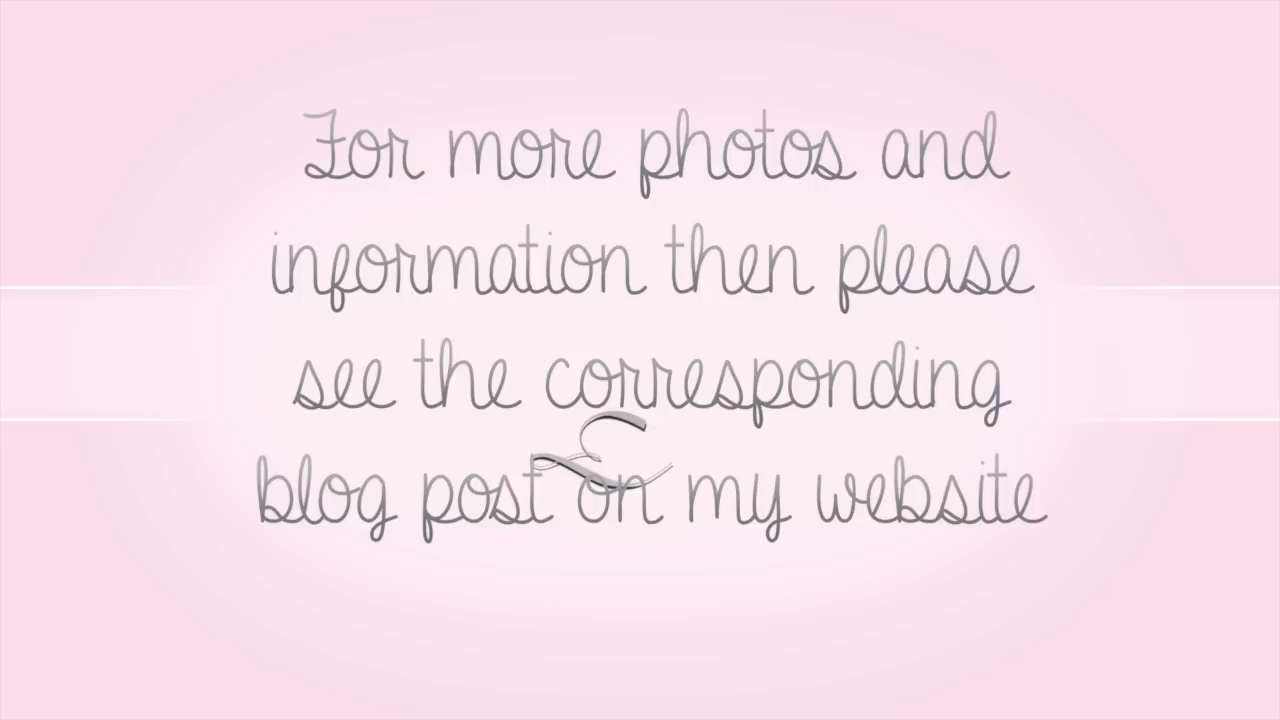 For more photos and
information then please
see the corresponding
blog post on my website